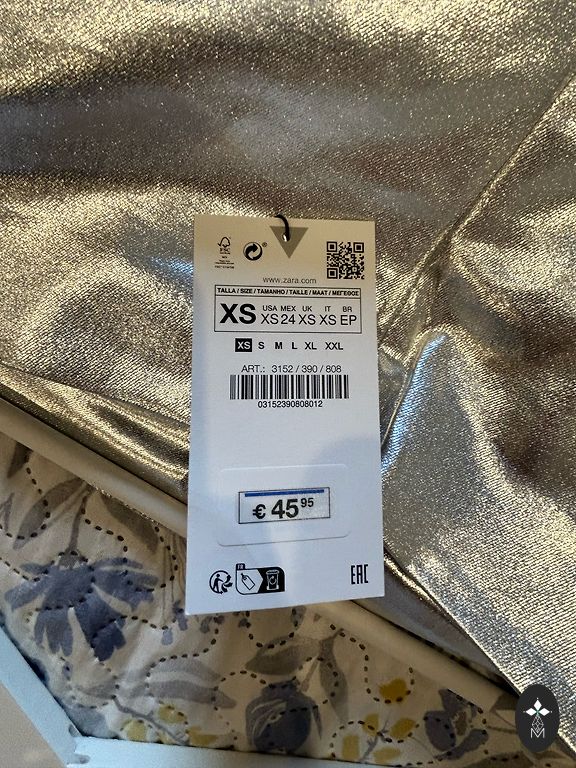 www.zara.com
TALLA / SIZE / TAMANHO / TAILLE / MAAT / ΜΕΓΕΘΟΣ
XS
USA MEX UK IT BR
XS 24 XS XS EP
XS S M L XL XXL
ART.: 3152 / 390 / 808
03152390808012
€ 45 95
FR
EAC
M